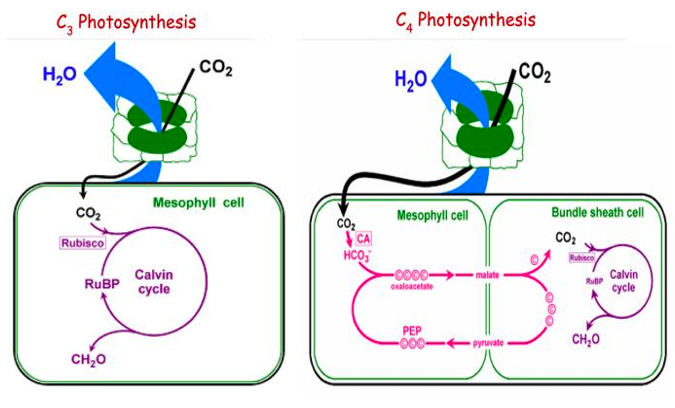 C3 Photosynthesis
H2O
CO2
Mesophyll cell
CO2
Rubisco
RuBP
Calvin cycle
CH2O
C4 Photosynthesis
H2O
CO2
Mesophyll cell
CO2
CA
HCO3-
©©©©
oxaloacetate
malate
PEP
©©©
pyruvate
Bundle sheath cell
©
©
©
©
CO2
Rubisco
RuBP
Calvin
cycle
CH2O